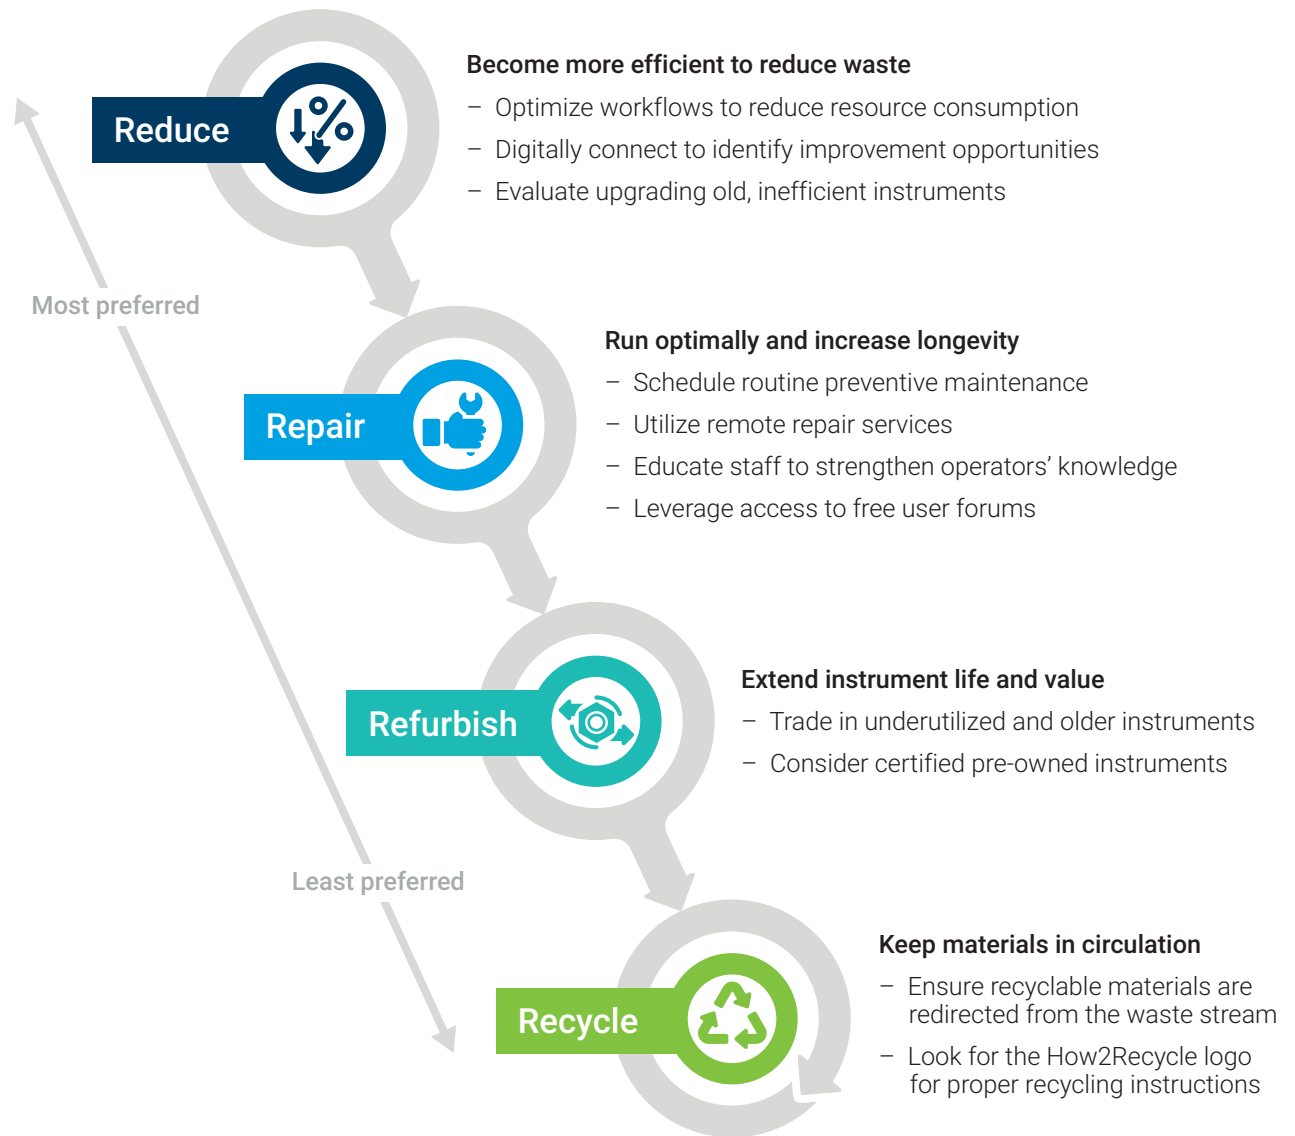 Reduce
Become more efficient to reduce waste
– Optimize workflows to reduce resource consumption
– Digitally connect to identify improvement opportunities
– Evaluate upgrading old, inefficient instruments
Most preferred
Repair
Run optimally and increase longevity
– Schedule routine preventive maintenance
– Utilize remote repair services
– Educate staff to strengthen operators’ knowledge
– Leverage access to free user forums
Refurbish
Extend instrument life and value
– Trade in underutilized and older instruments
– Consider certified pre-owned instruments
Least preferred
Recycle
Keep materials in circulation
– Ensure recyclable materials are
redirected from the waste stream
– Look for the How2Recycle logo
for proper recycling instructions